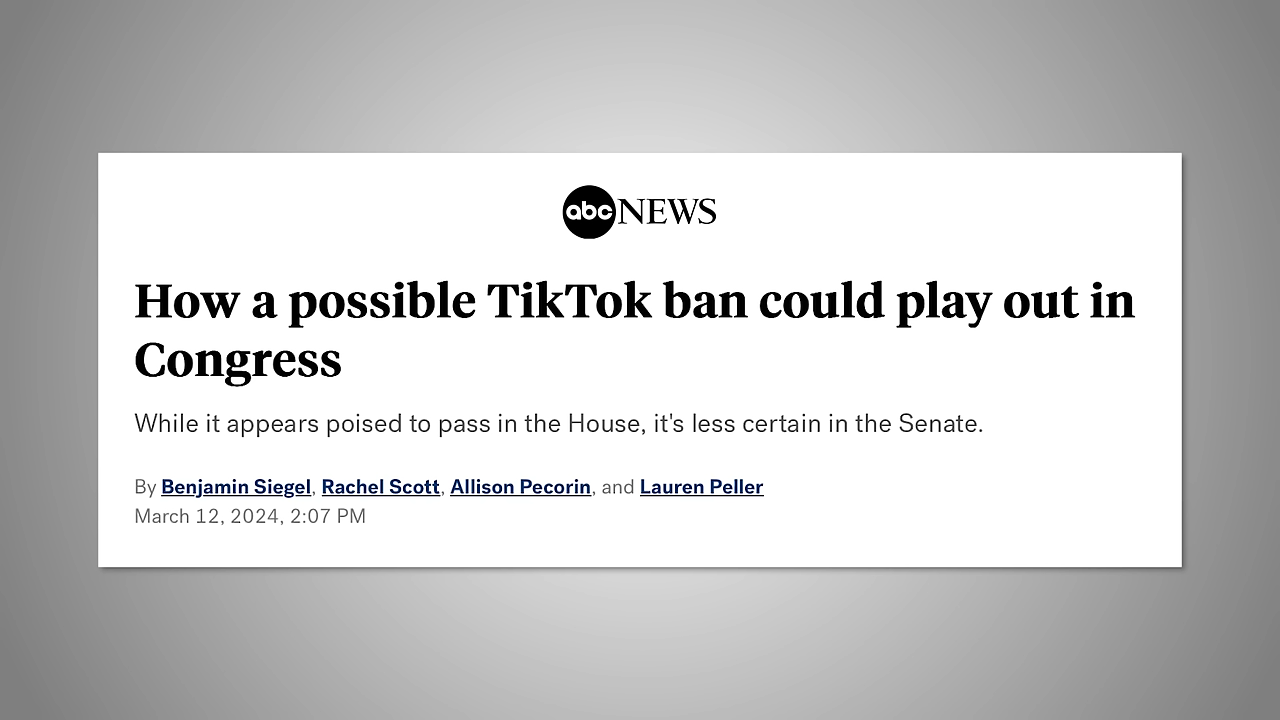 abc NEWS
How a possible TikTok ban could play out in
Congress
While it appears poised to pass in the House, it's less certain in the Senate.
By Benjamin Siegel, Rachel Scott, Allison Pecorin, and Lauren Peller
March 12, 2024, 2:07 PM